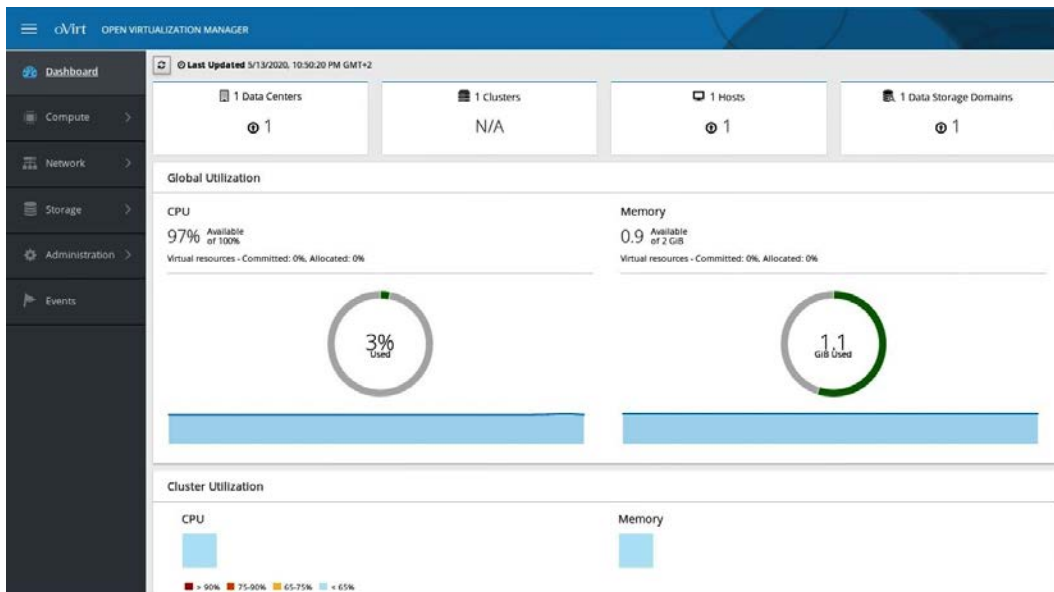 oVirt OPEN VIRTUALIZATION MANAGER
Dashboard
Compute
Network
Storage
Administration
Events
Last Updated 5/13/2020, 10:50:20 PM GMT+2
1 Data Centers
1
1 Clusters
N/A
1 Hosts
1
1 Data Storage Domains
1
Global Utilization
CPU
97% Available
of 100%
Virtual resources - Committed: 0%, Allocated: 0%
3%
Used
Memory
0.9 Available
of 2 GiB
Virtual resources - Committed: 0%, Allocated: 0%
1.1
GiB Used
Cluster Utilization
CPU
Memory
> 90% 75-90% 65-75% < 65%